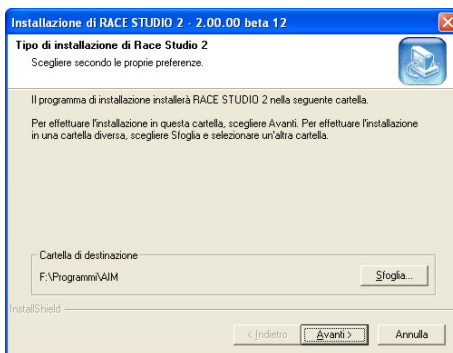 Installazione di RACE STUDIO 2 - 2.00.00 beta 12
Tipo di installazione di Race Studio 2
Scegliere secondo le proprie preferenze.
Il programma di installazione installerà RACE STUDIO 2 nella seguente cartella.
Per effettuare l'installazione in questa cartella, scegliere Avanti. Per effettuare l'installazione
in una cartella diversa, scegliere Sfoglia e selezionare un'altra cartella.
Cartella di destinazione
F:\Programmi\AIM
Sfoglia...
InstallShield
< Indietro
Avanti >
Annulla